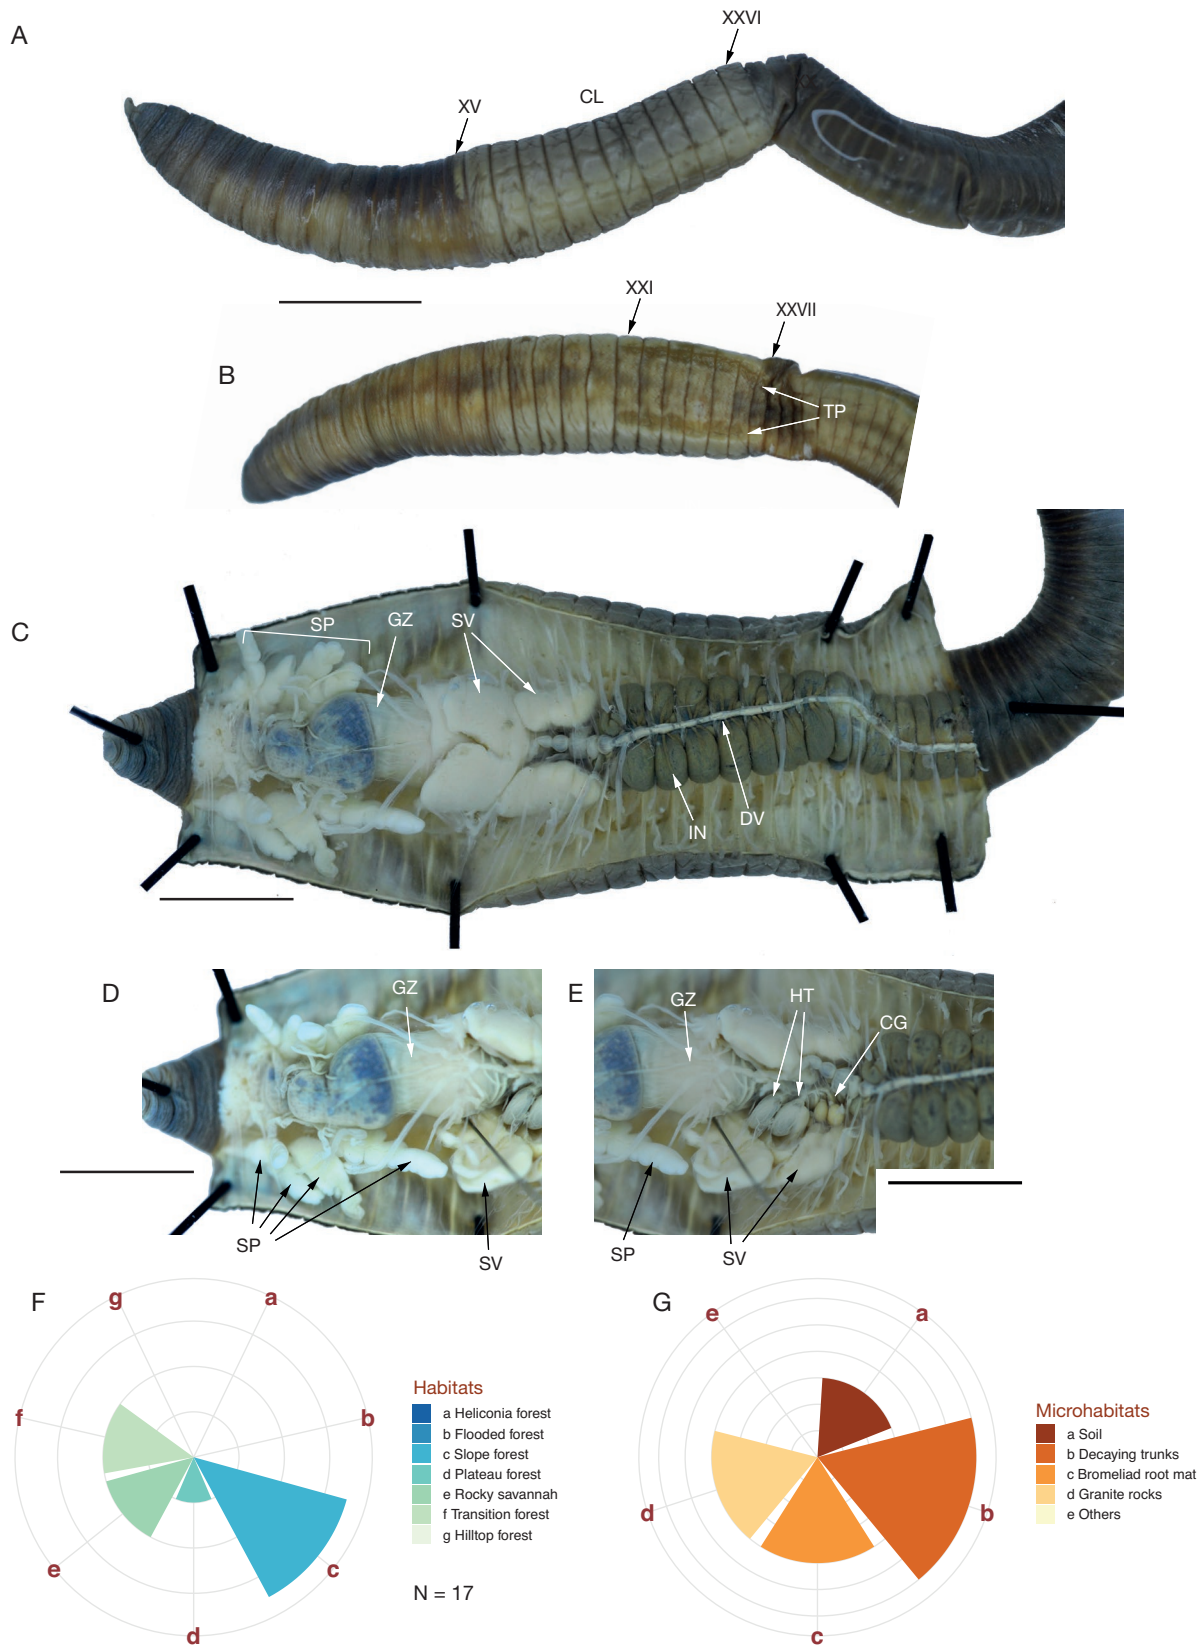 A
XXVI
CL
XV
XXI
XXVII
B
TP
C
SP
GZ
SV
IN
DV
D
GZ
SP
SV
E
GZ
HT
CG
SP
SV
F
g
a
f
b
e
c
d
Habitats
a Heliconia forest
b Flooded forest
c Slope forest
d Plateau forest
e Rocky savannah
f Transition forest
g Hilltop forest
N = 17
G
e
a
d
b
c
Microhabitats
a Soil
b Decaying trunks
c Bromeliad root mat
d Granite rocks
e Others